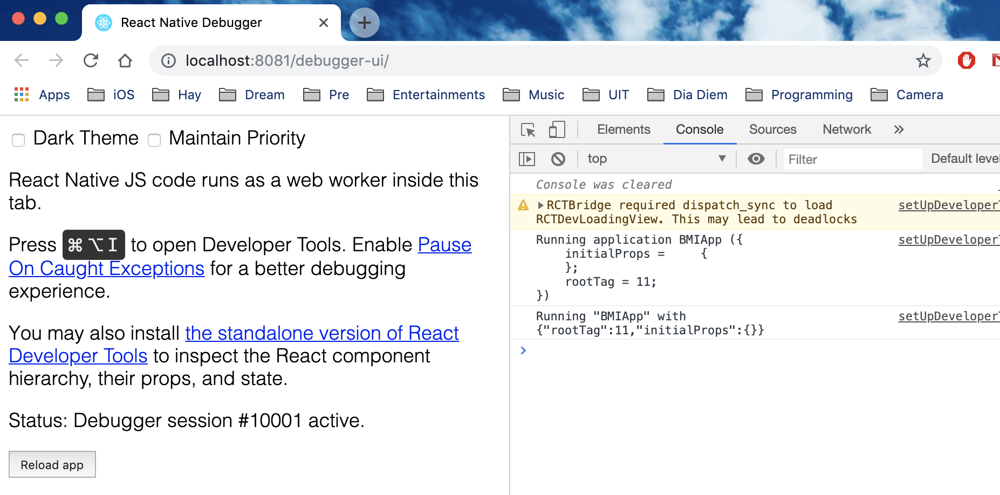 React Native Debugger
localhost:8081/debugger-ui/
Apps iOS Hay Dream Pre Entertainments Music UIT Dia Diem Programming Camera
Dark Theme Maintain Priority
React Native JS code runs as a web worker inside this
tab.
Press ⌘⌥I to open Developer Tools. Enable Pause
On Caught Exceptions for a better debugging
experience.
You may also install the standalone version of React
Developer Tools to inspect the React component
hierarchy, their props, and state.
Status: Debugger session #10001 active.
Reload app
Elements Console Sources Network »
top Filter Default level
Console was cleared
RCTBridge required dispatch_sync to load setUpDeveloperT
RCTDevLoadingView. This may lead to deadlocks
Running application BMIApp ({ setUpDeveloperT
initialProps = {
};
rootTag = 11;
})
Running "BMIApp" with setUpDeveloperT
{"rootTag":11,"initialProps":{}}